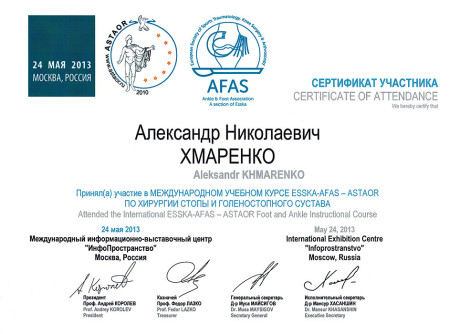 24 МАЯ 2013
МОСКВА, РОССИЯ
ASTAOR
2010
European Society of Sports Traumatology, Knee Surgery & Arthroscopy
AFAS
Ankle & Foot Association
A section of Esska
СЕРТИФИКАТ УЧАСТНИКА
CERTIFICATE OF ATTENDANCE
We hereby certify that
Александр Николаевич
ХМАРЕНКО
Aleksandr KHMARENKO
Принял(а) участие в МЕЖДУНАРОДНОМ УЧЕБНОМ КУРСЕ ESSKA-AFAS – ASTAOR
ПО ХИРУРГИИ СТОПЫ И ГОЛЕНОСТОПНОГО СУСТАВА
Attended the International ESSKA-AFAS – ASTAOR Foot and Ankle Instructional Course
24 мая 2013
Международный информационно-выставочный центр
"ИнфоПространство"
Москва, Россия
May 24, 2013
International Exhibition Centre
"Infoprostranstvo"
Moscow, Russia
Президент
Проф. Андрей КОРОЛЕВ
Prof. Andrey KOROLEV
President
Казначей
Проф. Федор ЛАЗКО
Prof. Fedor LAZKO
Treasurer
Генеральный секретарь
Д-р Муса МАЙСИГОВ
Dr. Musa MAYSIGOV
Secretary General
Исполнительный секретарь
Д-р Мансур ХАСАНШИН
Dr. Mansur KHASANSHIN
Executive Secretary